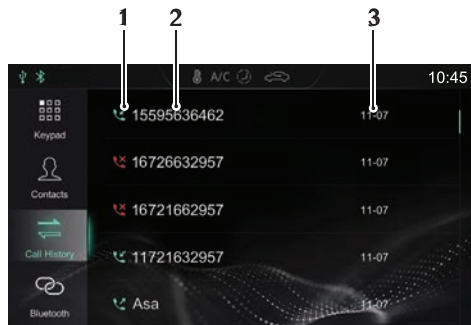 1 2 3
A/C 10:45
Keypad
15595636462 11-07
Contacts
16726632957 11-07
16721662957 11-07
Call History
11721632957 11-07
Bluetooth
Asa 11-07